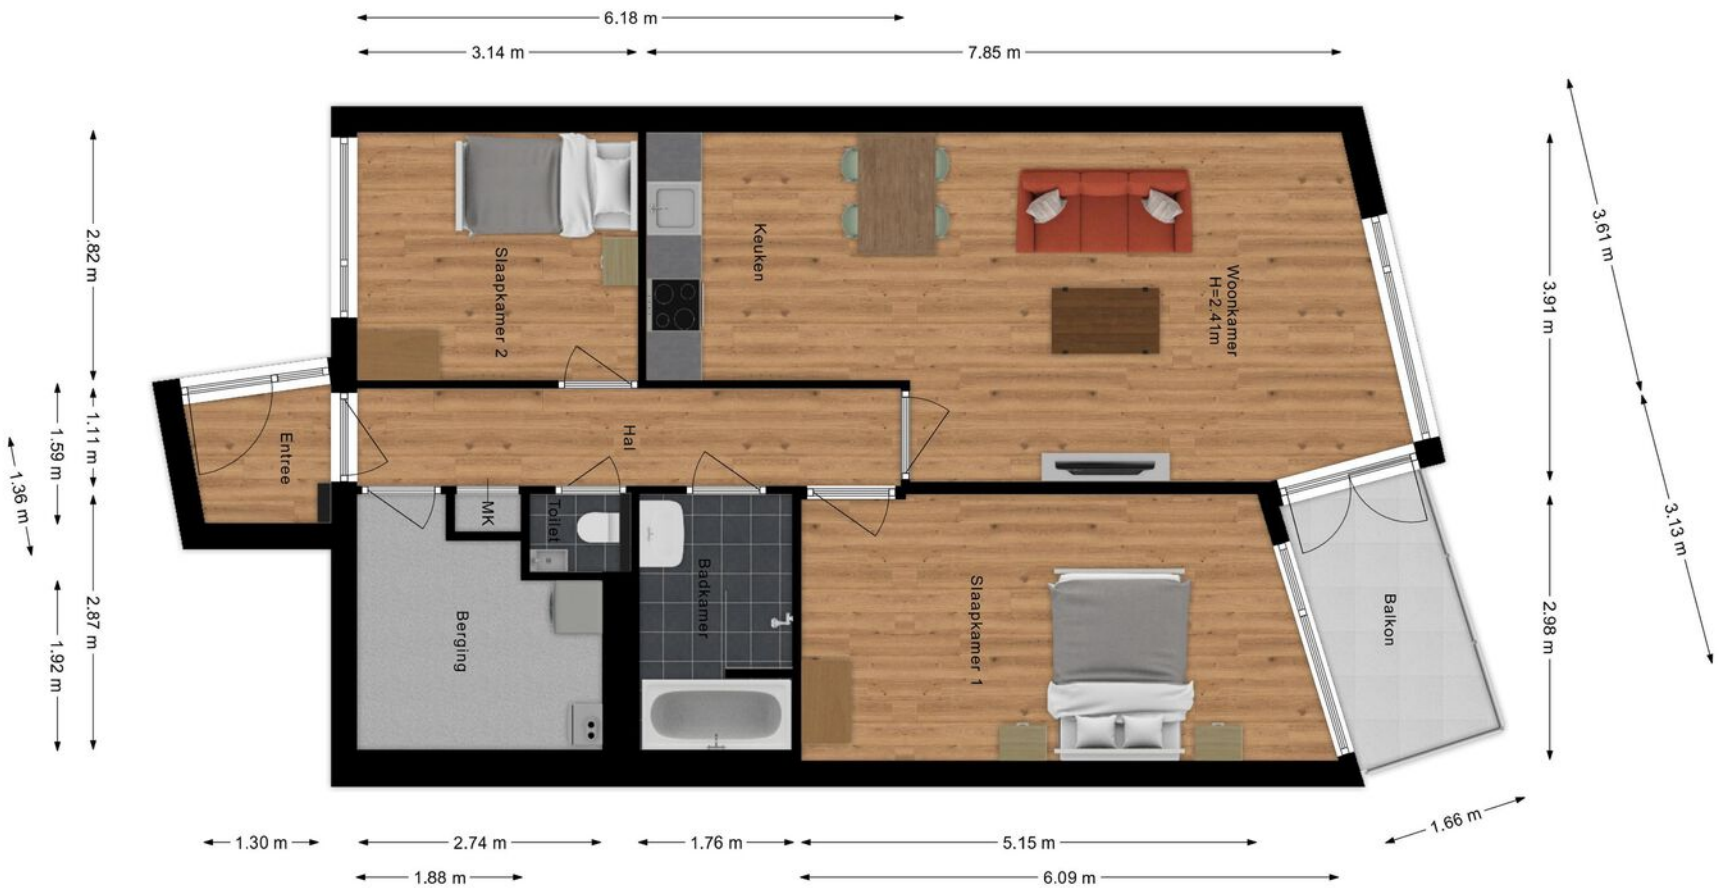 6.18 m
3.14 m
7.85 m
2.82 m
1.11 m
1.59 m
1.36 m
2.87 m
1.92 m
Slaapkamer 2
Keuken
Woonkamer
H=2.41m
3.91 m
3.61 m
3.13 m
2.98 m
Entree
Hal
MK
Toilet
Badkamer
Berging
Slaapkamer 1
Balkon
1.30 m
2.74 m
1.76 m
5.15 m
1.66 m
1.88 m
6.09 m